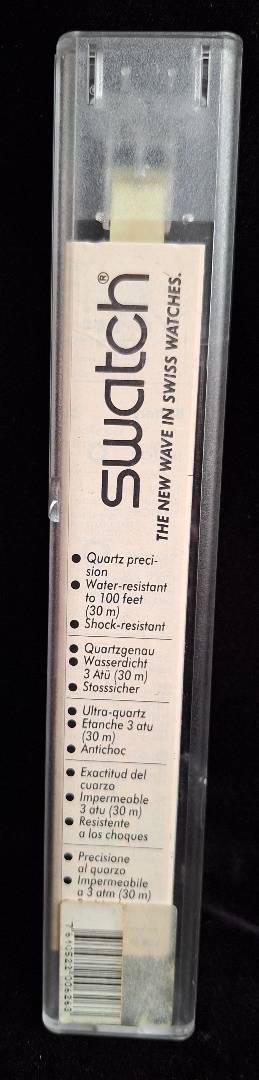 swatch®
THE NEW WAVE IN SWISS WATCHES.
● Quartz preci-
sion
● Water-resistant
to 100 feet
(30 m)
● Shock-resistant
● Quartzgenau
● Wasserdicht
3 Atü (30 m)
● Stosssicher
● Ultra-quartz
● Etanche 3 atu
(30 m)
● Antichoc
● Exactitud del
cuarzo
● Impermeable
3 atu (30 m)
● Resistente
a los choques
● Precisione
al quarzo
● Impermeabile
a 3 atm (30 m)
7610522006263